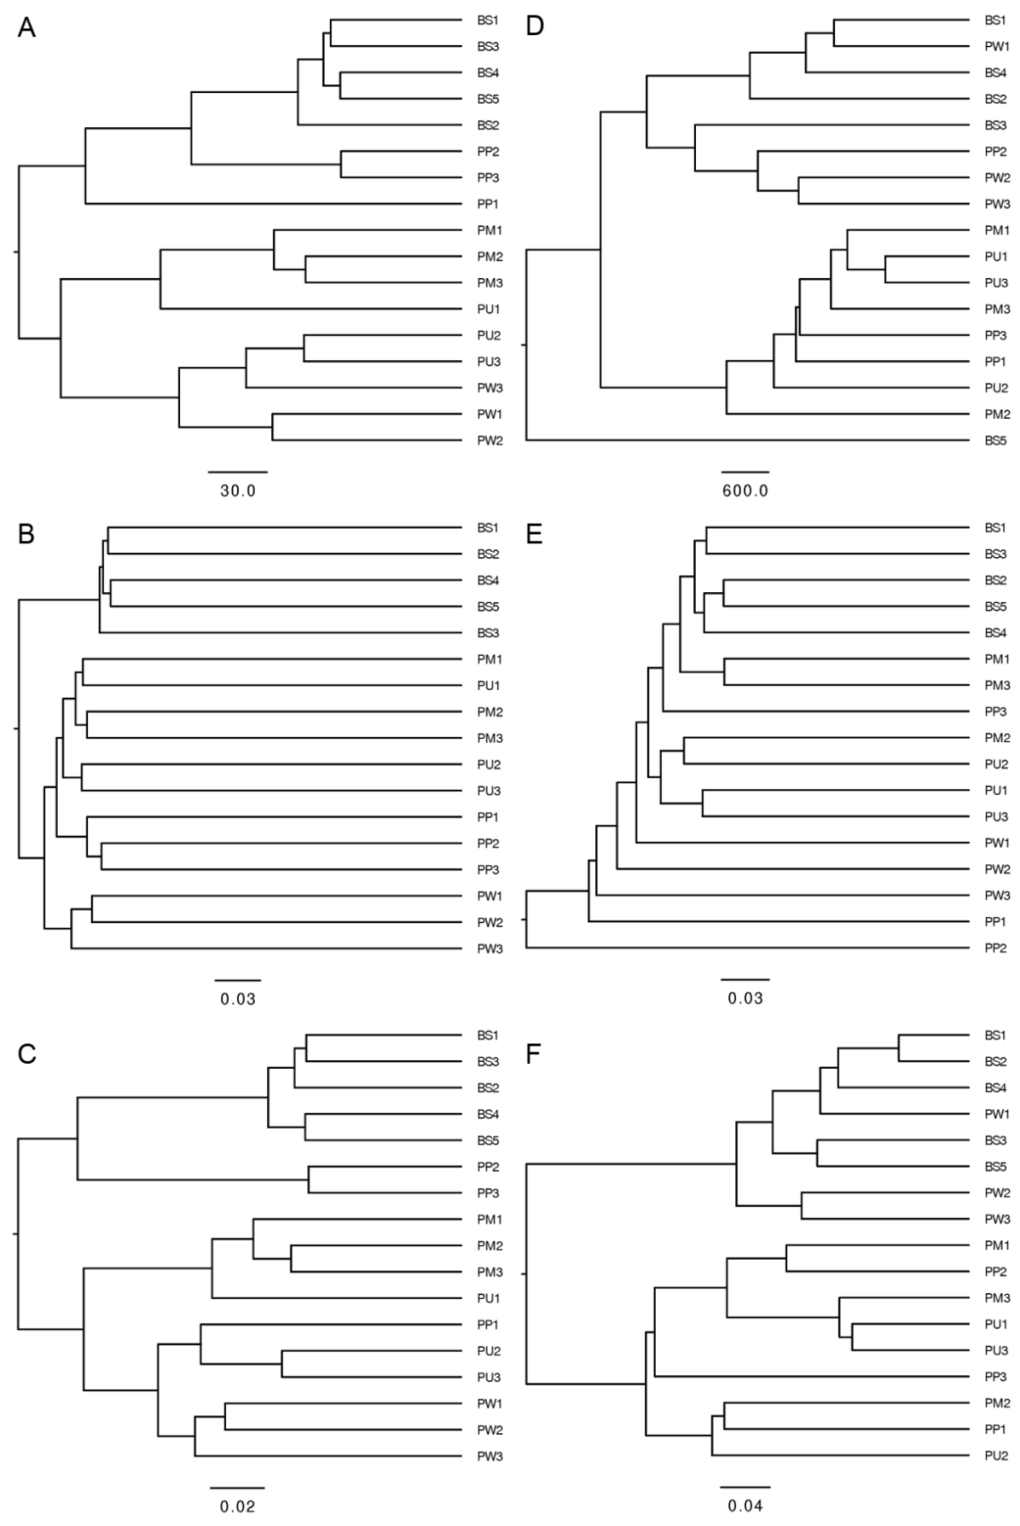 A
BS1
BS3
BS4
BS5
BS2
PP2
PP3
PP1
PM1
PM2
PM3
PU1
PU2
PU3
PW3
PW1
PW2
30.0
D
BS1
PW1
BS4
BS2
BS3
PP2
PW2
PW3
PM1
PU1
PU3
PM3
PP3
PP1
PU2
PM2
BS5
600.0
B
BS1
BS2
BS4
BS5
BS3
PM1
PU1
PM2
PM3
PU2
PU3
PP1
PP2
PP3
PW1
PW2
PW3
0.03
E
BS1
BS3
BS2
BS5
BS4
PM1
PM3
PP3
PM2
PU2
PU1
PU3
PW1
PW2
PW3
PP1
PP2
0.03
C
BS1
BS3
BS2
BS4
BS5
PP2
PP3
PM1
PM2
PM3
PU1
PP1
PU2
PU3
PW1
PW2
PW3
0.02
F
BS1
BS2
BS4
PW1
BS3
BS5
PW2
PW3
PM1
PP2
PM3
PU1
PU3
PP3
PM2
PP1
PU2
0.04